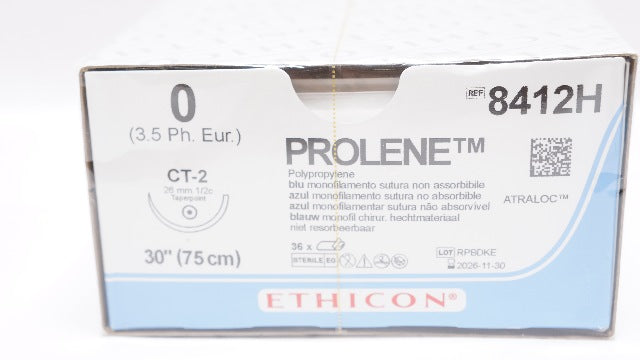 0
(3.5 Ph. Eur.)
CT-2
26 mm 1/2c
Taperpoint
30" (75 cm)
REF 8412H
PROLENE™
Polypropylene
blu monofilamento sutura non assorbibile
azul monofilamento sutura no absorbible
azul monofilamentar sutura não absorvível
blauw monofil chirur. hechtmateriaal
niet resorbeerbaar
ATRALOC™
36 x
STERILE EO
LOT RPBDKE
2026-11-30
ETHICON®